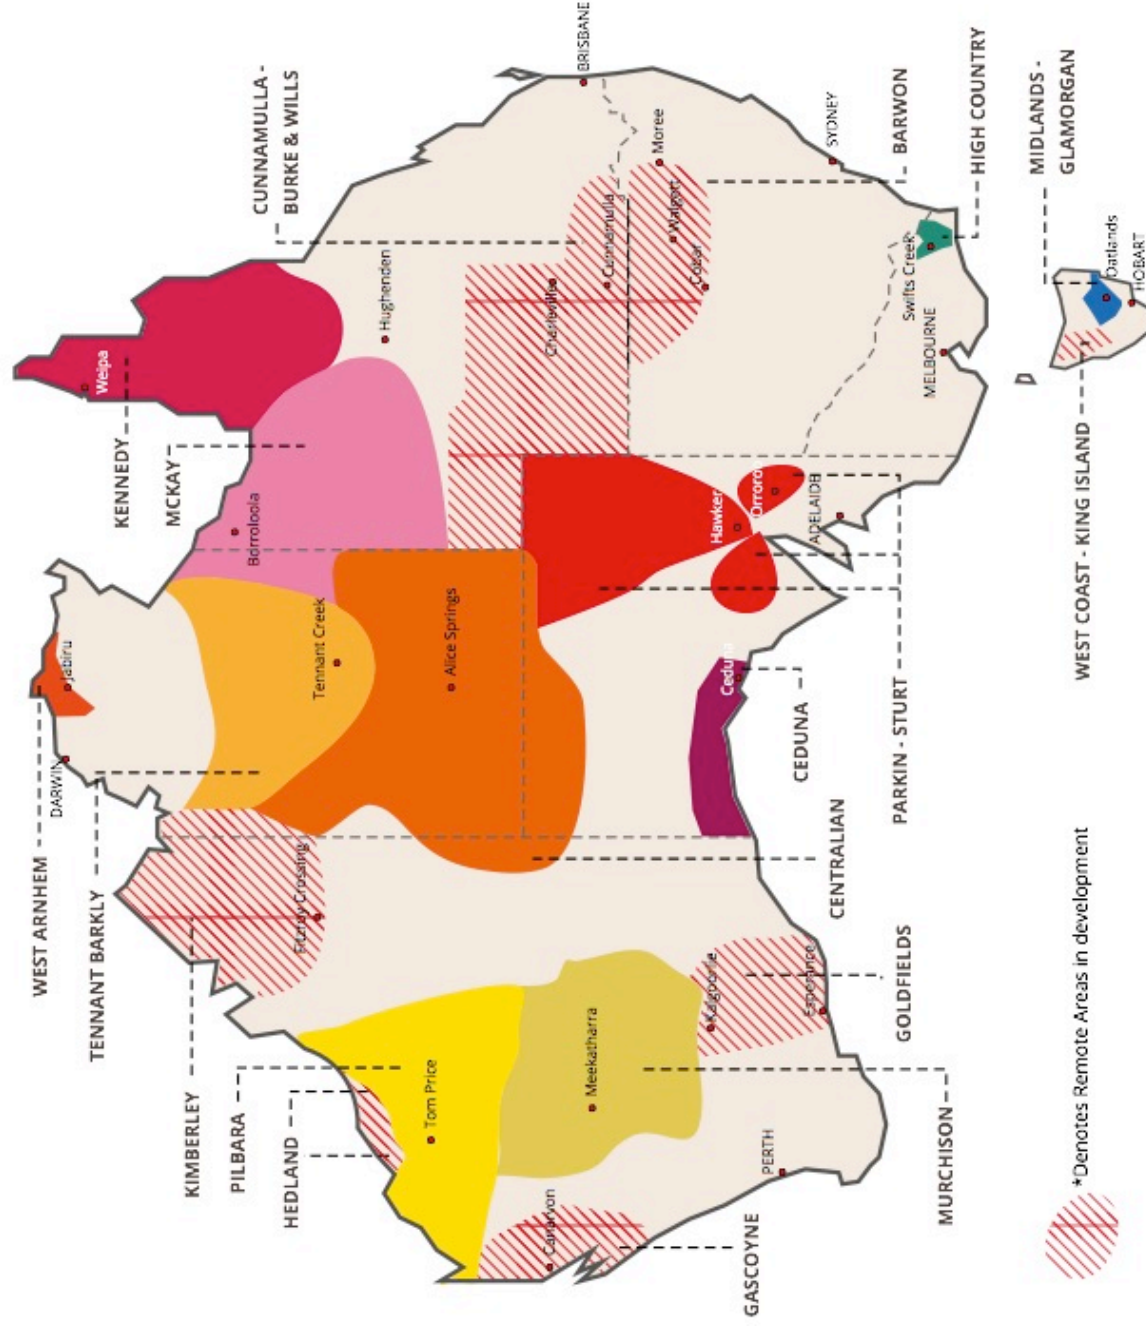 WEST ARNHEM
DARWIN
Jabiru
Weipa
TENNANT BARKLY
KENNEDY
MCKAY
CUNNAMULLA -
BURKE & WILLS
KIMBERLEY
PILBARA
HEDLAND
Fitzroy Crossing
Tennant Creek
Borroloola
Hughenden
Tom Price
Alice Springs
Carnarvon
Meekatharra
Charleville
Cunnamulla
BRISBANE
Moree
Walgett
Cobar
Kalgoorlie
Hawker
Ceduna
Orroroo
PERTH
Esperance
ADELAIDE
SYDNEY
GASCOYNE
CEDUNA
CENTRALIAN
GOLDFIELDS
PARKIN - STURT
BARWON
Swifts Creek
MELBOURNE
MURCHISON
HIGH COUNTRY
MIDLANDS -
GLAMORGAN
*Denotes Remote Areas in development
WEST COAST - KING ISLAND
Oatlands
HOBART